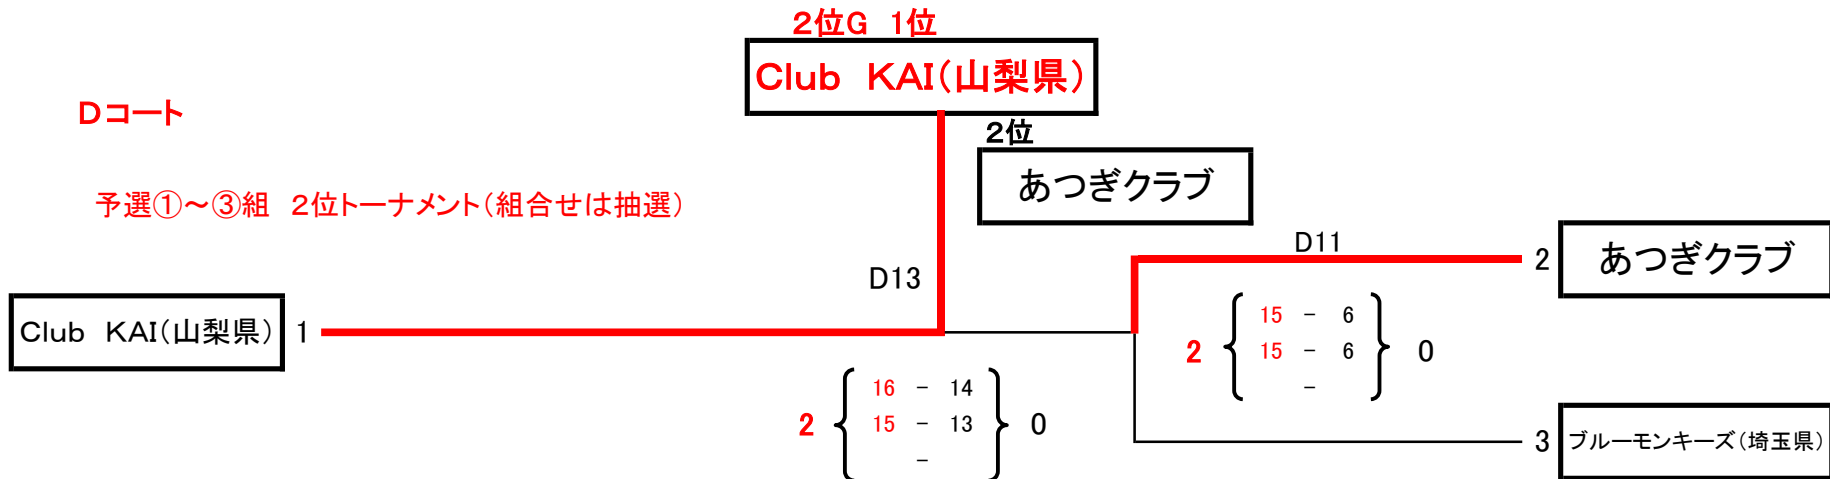 2位G 1位
Club KAI(山梨県)
Dコート
2位
あつぎクラブ
予選①~③組 2位トーナメント(組合せは抽選)
D11
2 あつぎクラブ
D13
Club KAI(山梨県) 1
15 - 6
2 15 - 6 0
-
16 - 14
2 15 - 13 0
-
3 ブルーモンキーズ(埼玉県)